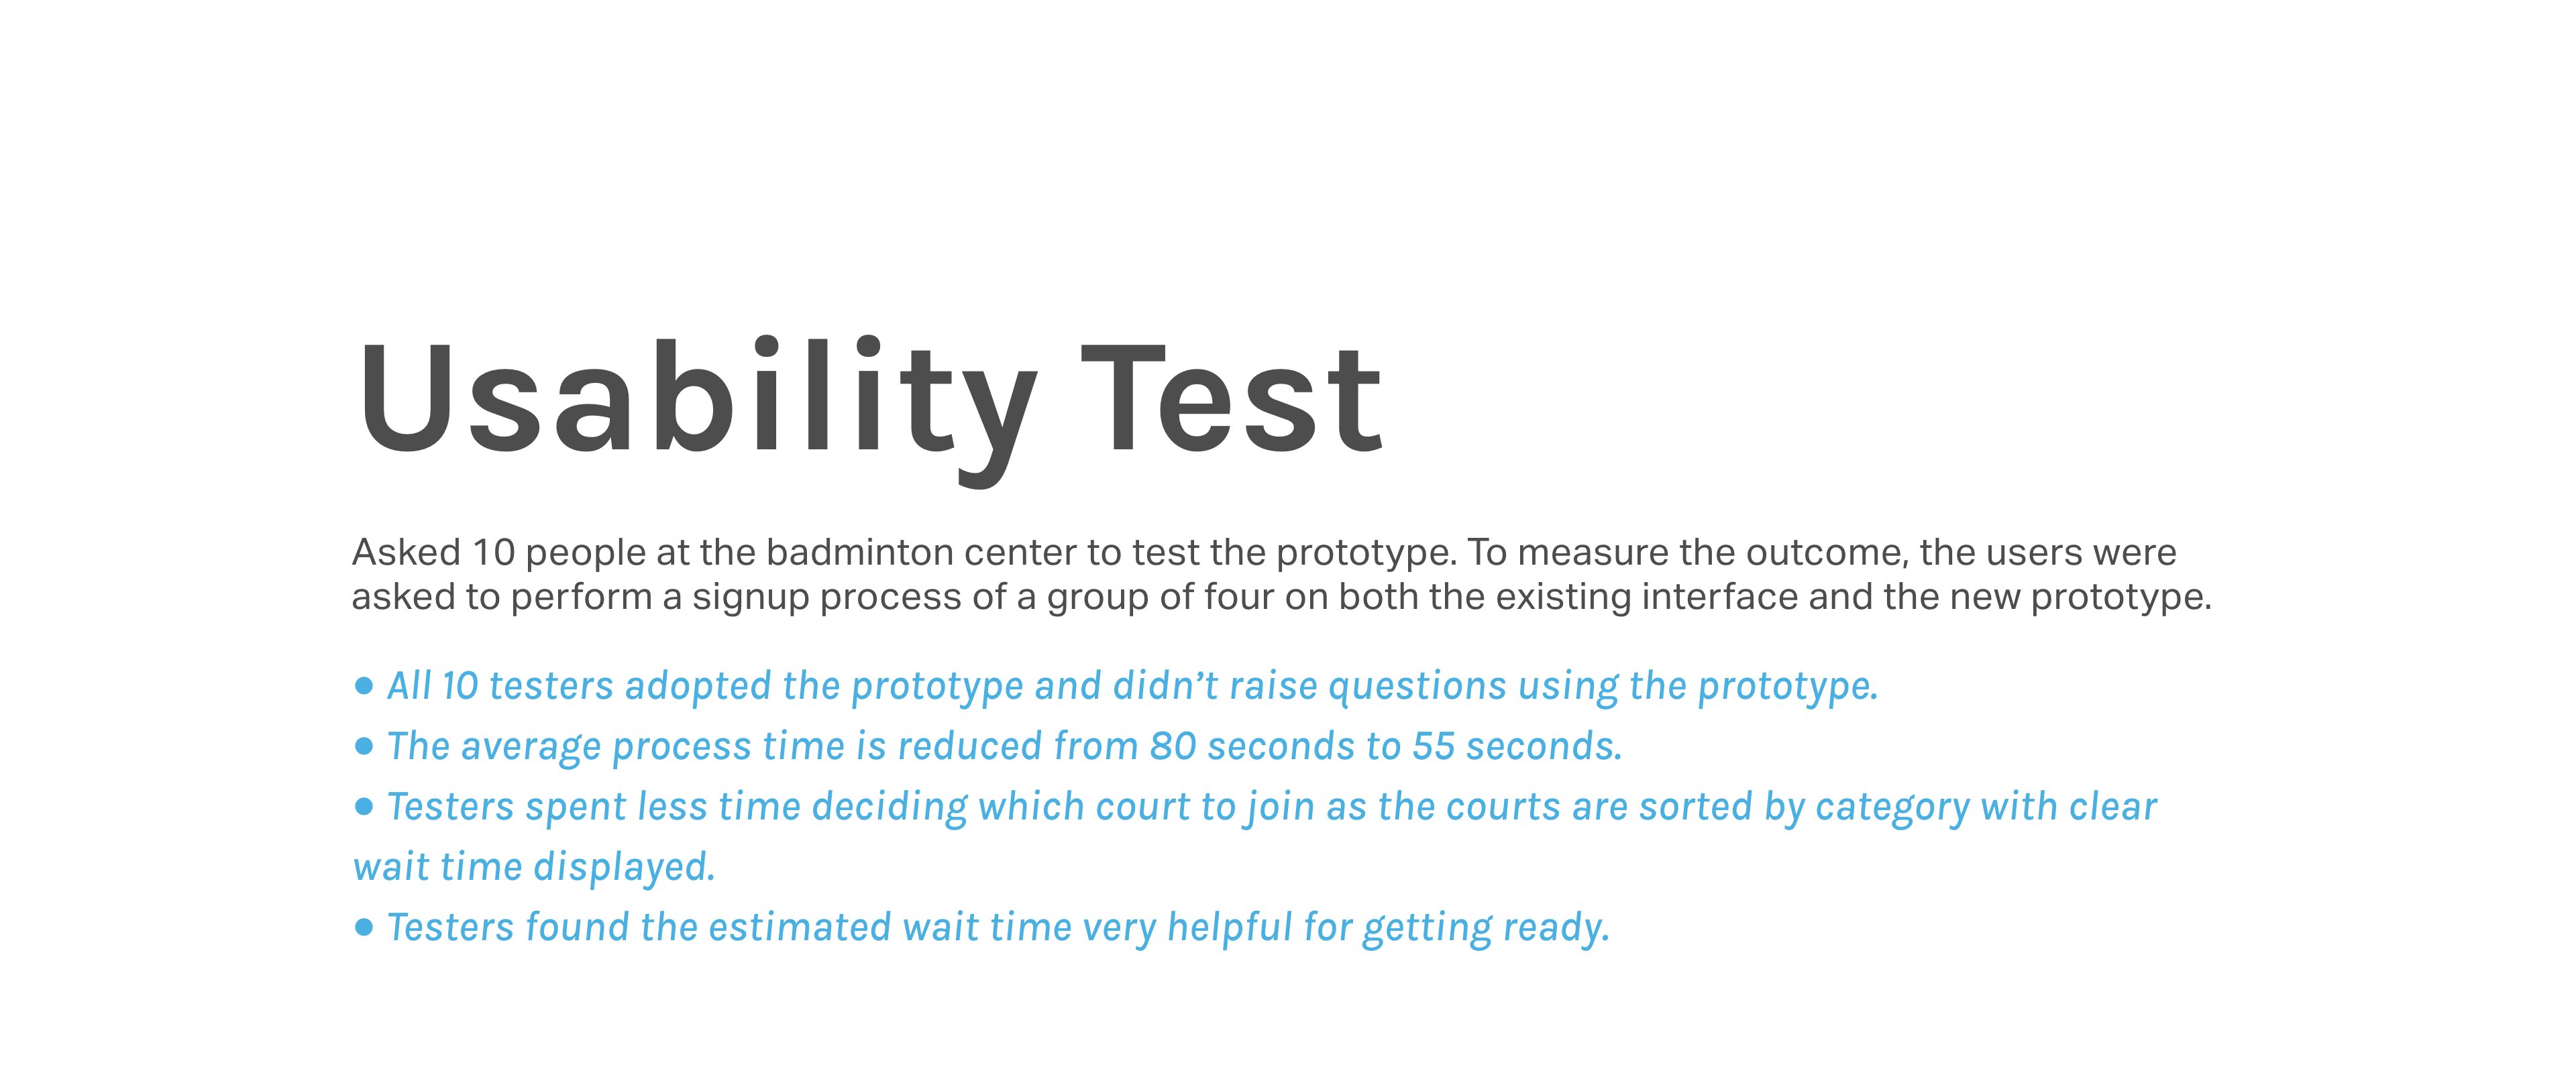 Usability Test
Asked 10 people at the badminton center to test the prototype. To measure the outcome, the users were
asked to perform a signup process of a group of four on both the existing interface and the new prototype.
● All 10 testers adopted the prototype and didn’t raise questions using the prototype.
● The average process time is reduced from 80 seconds to 55 seconds.
● Testers spent less time deciding which court to join as the courts are sorted by category with clear
wait time displayed.
● Testers found the estimated wait time very helpful for getting ready.